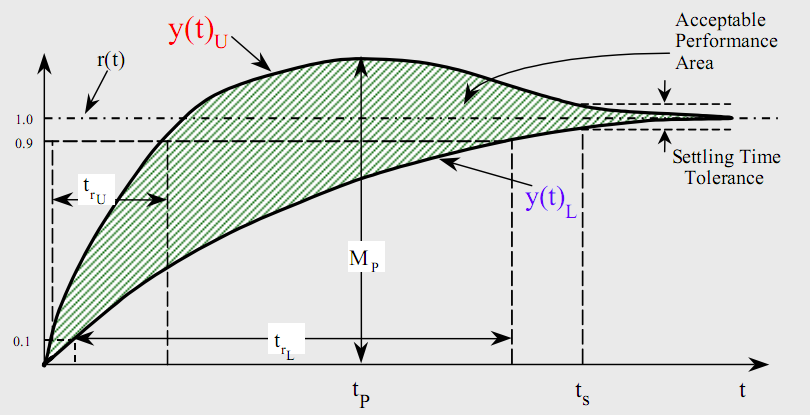 y(t)U
Acceptable
Performance
Area
r(t)
1.0
0.9
trU
Settling Time
Tolerance
y(t)L
MP
0.1
trL
tP
ts
t